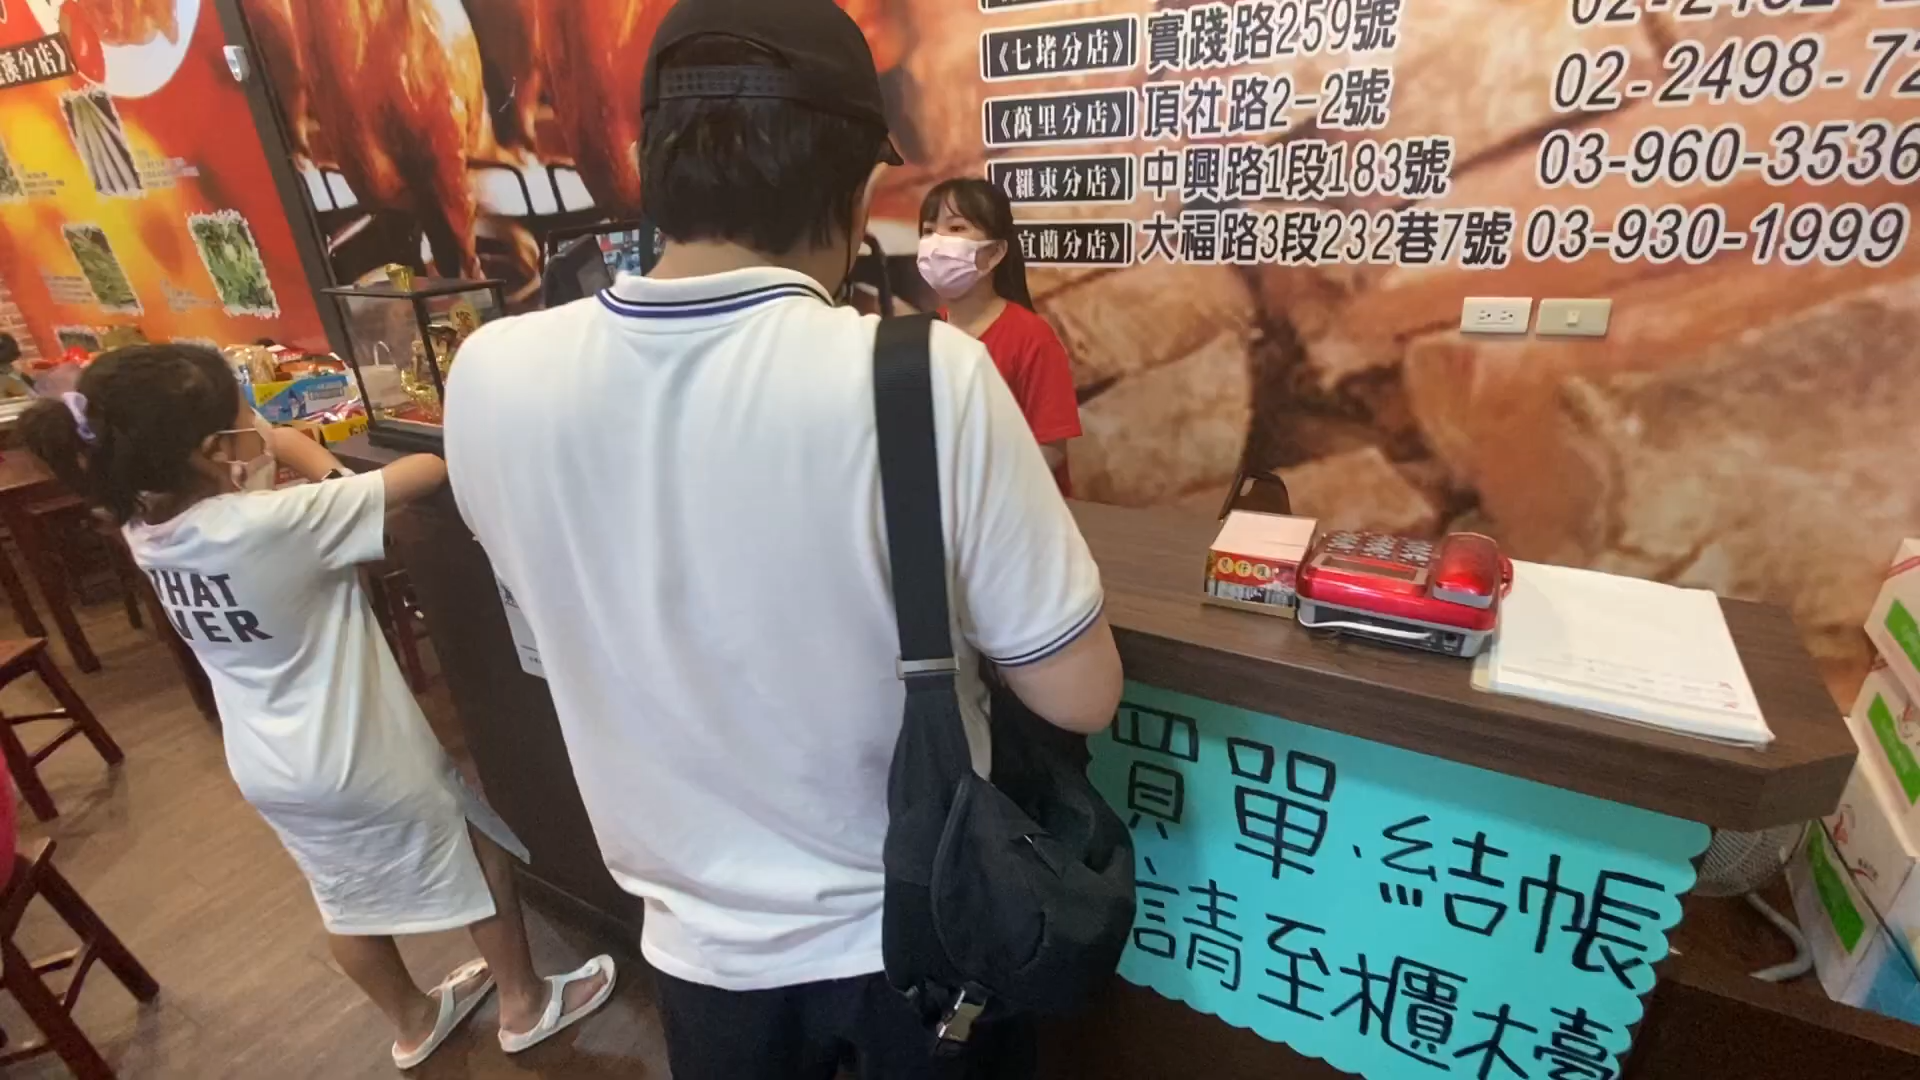 溪分店》
《七堵分店》 實踐路259號
《萬里分店》 頂社路2-2號 02-2498-72
《羅東分店》 中興路1段183號 03-960-3536
宜蘭分店》 大福路3段232巷7號 03-930-1999
HAT
VER
買單·結帳
請至櫃檯